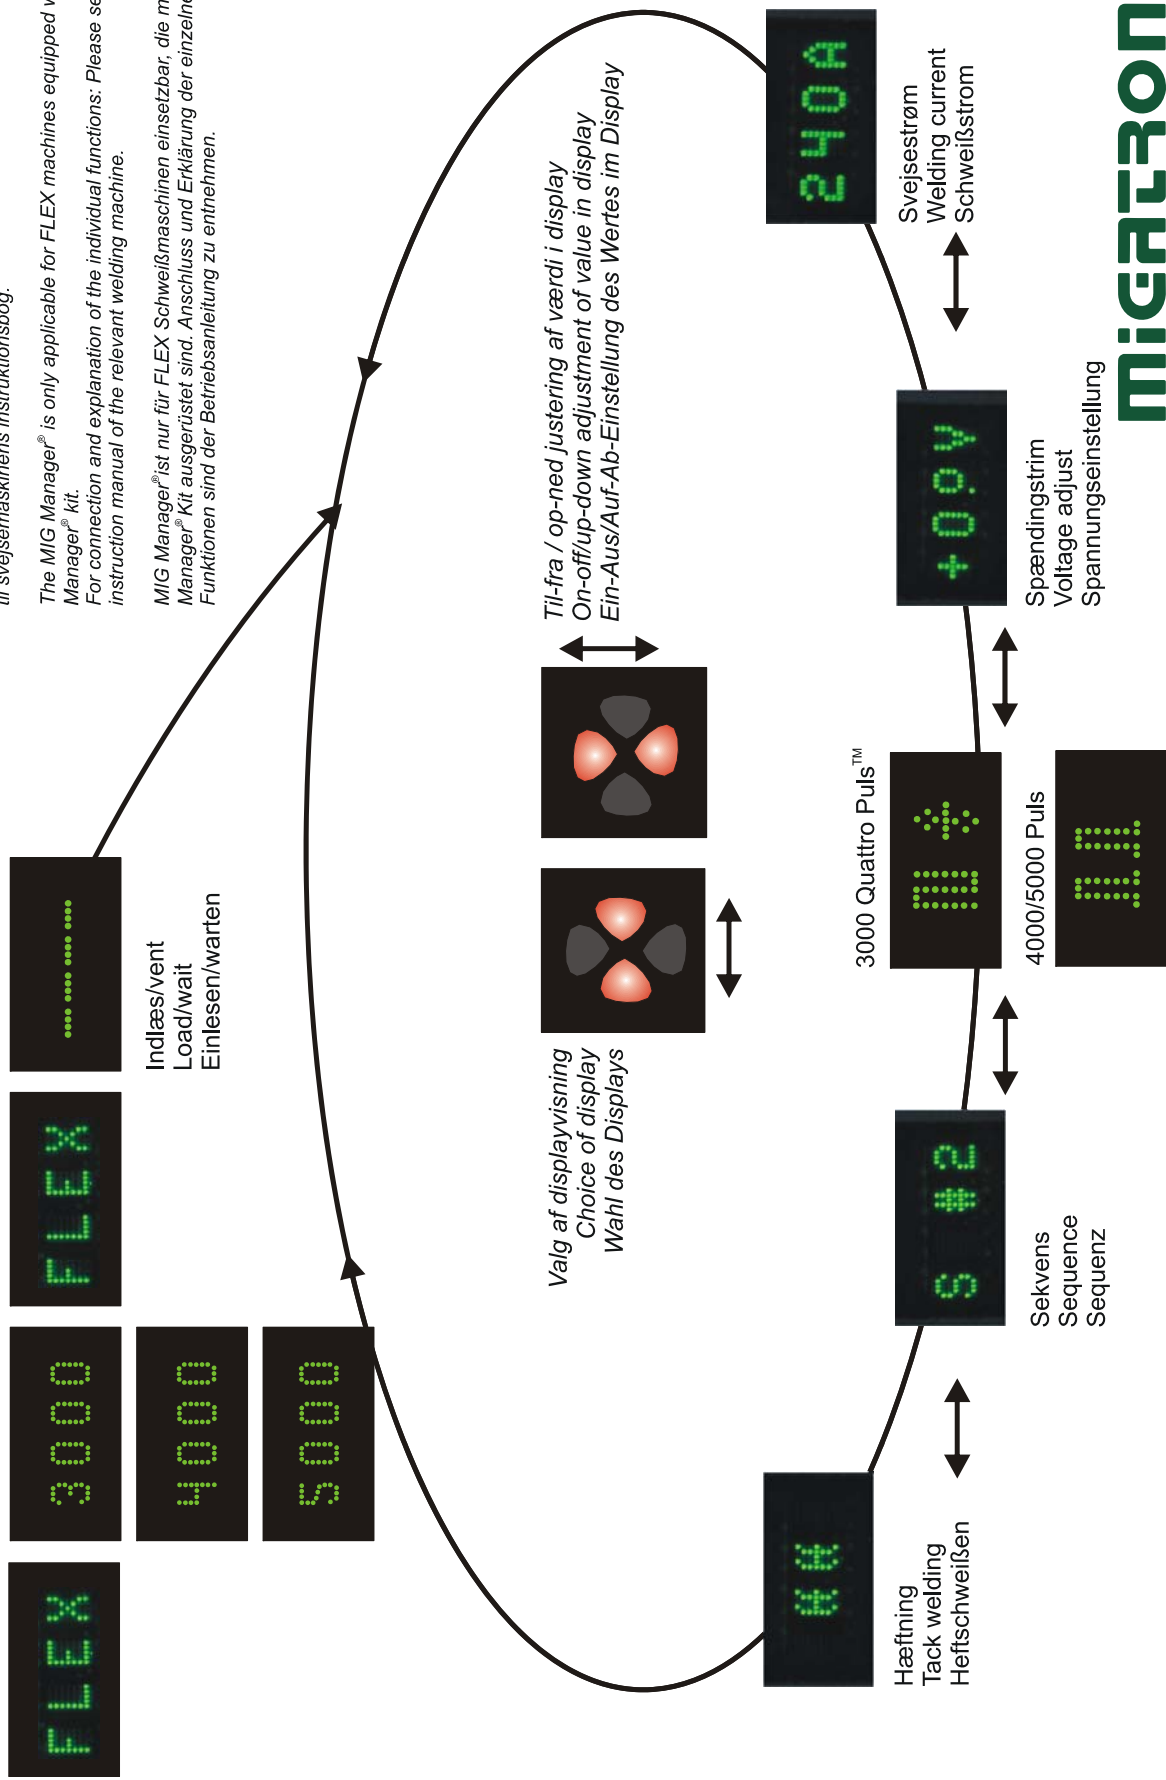 til svejsemaskinens instruktionsbog.
The MIG Manager® is only applicable for FLEX machines equipped
Manager® kit.
For connection and explanation of the individual functions: Please
instruction manual of the relevant welding machine.
MIG Manager®ist nur für FLEX Schweißmaschinen einsetzbar, die
Manager® Kit ausgerüstet sind. Anschluss und Erklärung der
Funktionen sind der Betriebsanleitung zu entnehmen.
FLEX
3000
4000
5000
FLEX
----
Indlæs/vent
Load/wait
Einlesen/warten
Valg af displayvisning
Choice of display
Wahl des Displays
Til-fra / op-ned justering af værdi i display
On-off/up-down adjustment of value in display
Ein-Aus/Auf-Ab-Einstellung des Wertes im Display
Hæftning
Tack welding
Heftschweißen
S #2
Sekvens
Sequence
Sequenz
3000 Quattro Puls™
4000/5000 Puls
+0.0V
Spændingstrim
Voltage adjust
Spannungseinstellung
240A
Svejsestrøm
Welding current
Schweißstrom
MIGATRON